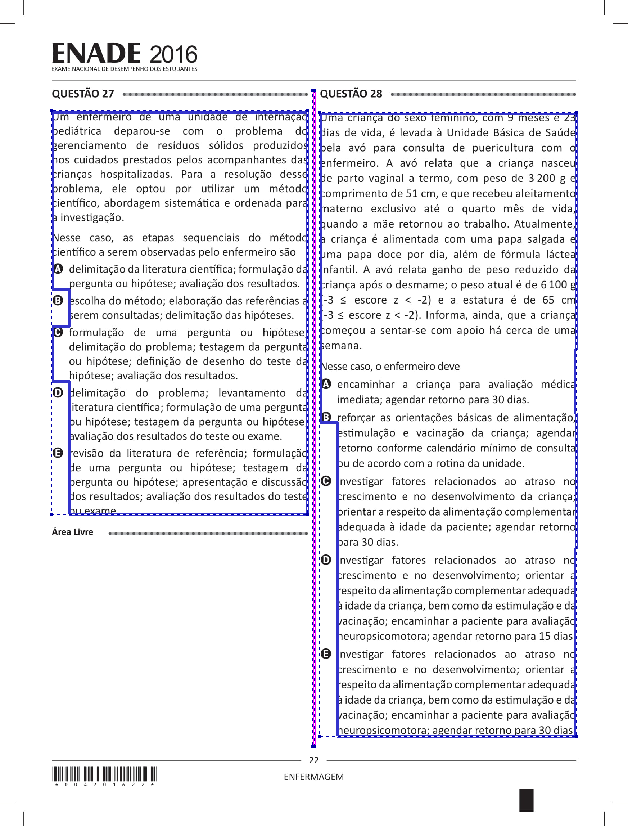 ENADE 2016
EXAME NACIONAL DE DESEMPENHO DOS ESTUDANTES
QUESTÃO 27
Um enfermeiro de uma unidade de internação
pediátrica deparou-se com o problema do
gerenciamento de resíduos sólidos produzidos
nos cuidados prestados pelos acompanhantes das
crianças hospitalizadas. Para a resolução desse
problema, ele optou por utilizar um método
científico, abordagem sistemática e ordenada para
a investigação.
Nesse caso, as etapas sequenciais do método
científico a serem observadas pelo enfermeiro são
A delimitação da literatura científica; formulação da
pergunta ou hipótese; avaliação dos resultados.
B escolha do método; elaboração das referências a
serem consultadas; delimitação das hipóteses.
C formulação de uma pergunta ou hipótese;
delimitação do problema; testagem da pergunta
ou hipótese; definição de desenho do teste da
hipótese; avaliação dos resultados.
D delimitação do problema; levantamento da
literatura científica; formulação de uma pergunta
ou hipótese; testagem da pergunta ou hipótese;
avaliação dos resultados do teste ou exame.
E revisão da literatura de referência; formulação
de uma pergunta ou hipótese; testagem da
pergunta ou hipótese; apresentação e discussão
dos resultados; avaliação dos resultados do teste
ou exame.
Área Livre
QUESTÃO 28
Uma criança do sexo feminino, com 9 meses e 23
dias de vida, é levada à Unidade Básica de Saúde
pela avó para consulta de puericultura com o
enfermeiro. A avó relata que a criança nasceu
de parto vaginal a termo, com peso de 3 200 g e
comprimento de 51 cm, e que recebeu aleitamento
materno exclusivo até o quarto mês de vida,
quando a mãe retornou ao trabalho. Atualmente,
a criança é alimentada com uma papa salgada e
uma papa doce por dia, além de fórmula láctea
infantil. A avó relata ganho de peso reduzido da
criança após o desmame; o peso atual é de 6 100 g
(-3 ≤ escore z < -2) e a estatura é de 65 cm
(-3 ≤ escore z < -2). Informa, ainda, que a criança
começou a sentar-se com apoio há cerca de uma
semana.
Nesse caso, o enfermeiro deve
A encaminhar a criança para avaliação médica
imediata; agendar retorno para 30 dias.
B reforçar as orientações básicas de alimentação,
estimulação e vacinação da criança; agendar
retorno conforme calendário mínimo de consulta
ou de acordo com a rotina da unidade.
C investigar fatores relacionados ao atraso no
crescimento e no desenvolvimento da criança;
orientar a respeito da alimentação complementar
adequada à idade da paciente; agendar retorno
para 30 dias.
D investigar fatores relacionados ao atraso no
crescimento e no desenvolvimento; orientar a
respeito da alimentação complementar adequada
à idade da criança, bem como da estimulação e da
vacinação; encaminhar a paciente para avaliação
neuropsicomotora; agendar retorno para 15 dias.
E investigar fatores relacionados ao atraso no
crescimento e no desenvolvimento; orientar a
respeito da alimentação complementar adequada
à idade da criança, bem como da estimulação e da
vacinação; encaminhar a paciente para avaliação
neuropsicomotora; agendar retorno para 30 dias.
22
ENFERMAGEM